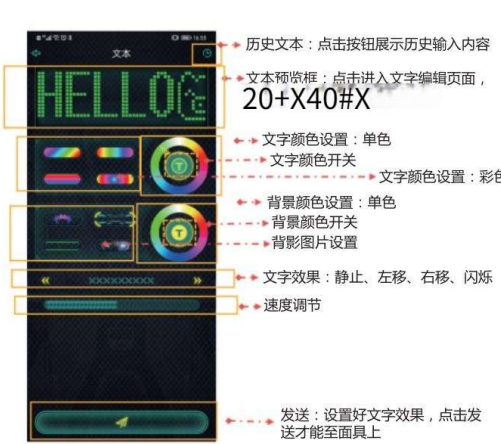 16:59
文本
历史文本：点击按钮展示历史输入内容
HELLO
文本预览框：点击进入文字编辑页面，
20+X40#X
文字颜色设置：单色
文字颜色开关
文字颜色设置：彩色
T
背景颜色设置：单色
背景颜色开关
背影图片设置
T
文字效果：静止、左移、右移、闪烁
« XXXXXXXXXX »
速度调节
发送：设置好文字效果，点击发
送才能至面具上